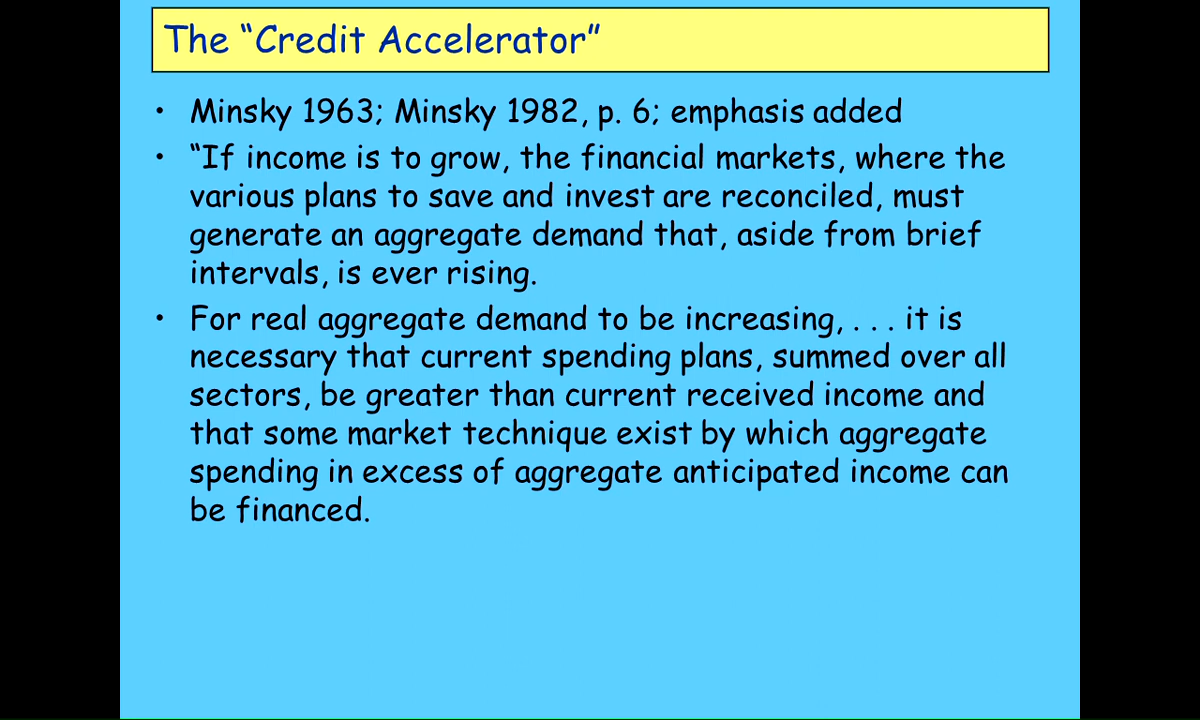 The “Credit Accelerator”
• Minsky 1963; Minsky 1982, p. 6; emphasis added
• “If income is to grow, the financial markets, where the
various plans to save and invest are reconciled, must
generate an aggregate demand that, aside from brief
intervals, is ever rising.
• For real aggregate demand to be increasing, . . . it is
necessary that current spending plans, summed over all
sectors, be greater than current received income and
that some market technique exist by which aggregate
spending in excess of aggregate anticipated income can
be financed.